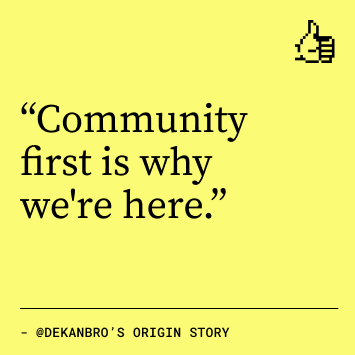 “Community
first is why
we're here.”
- @DEKANBRO’S ORIGIN STORY